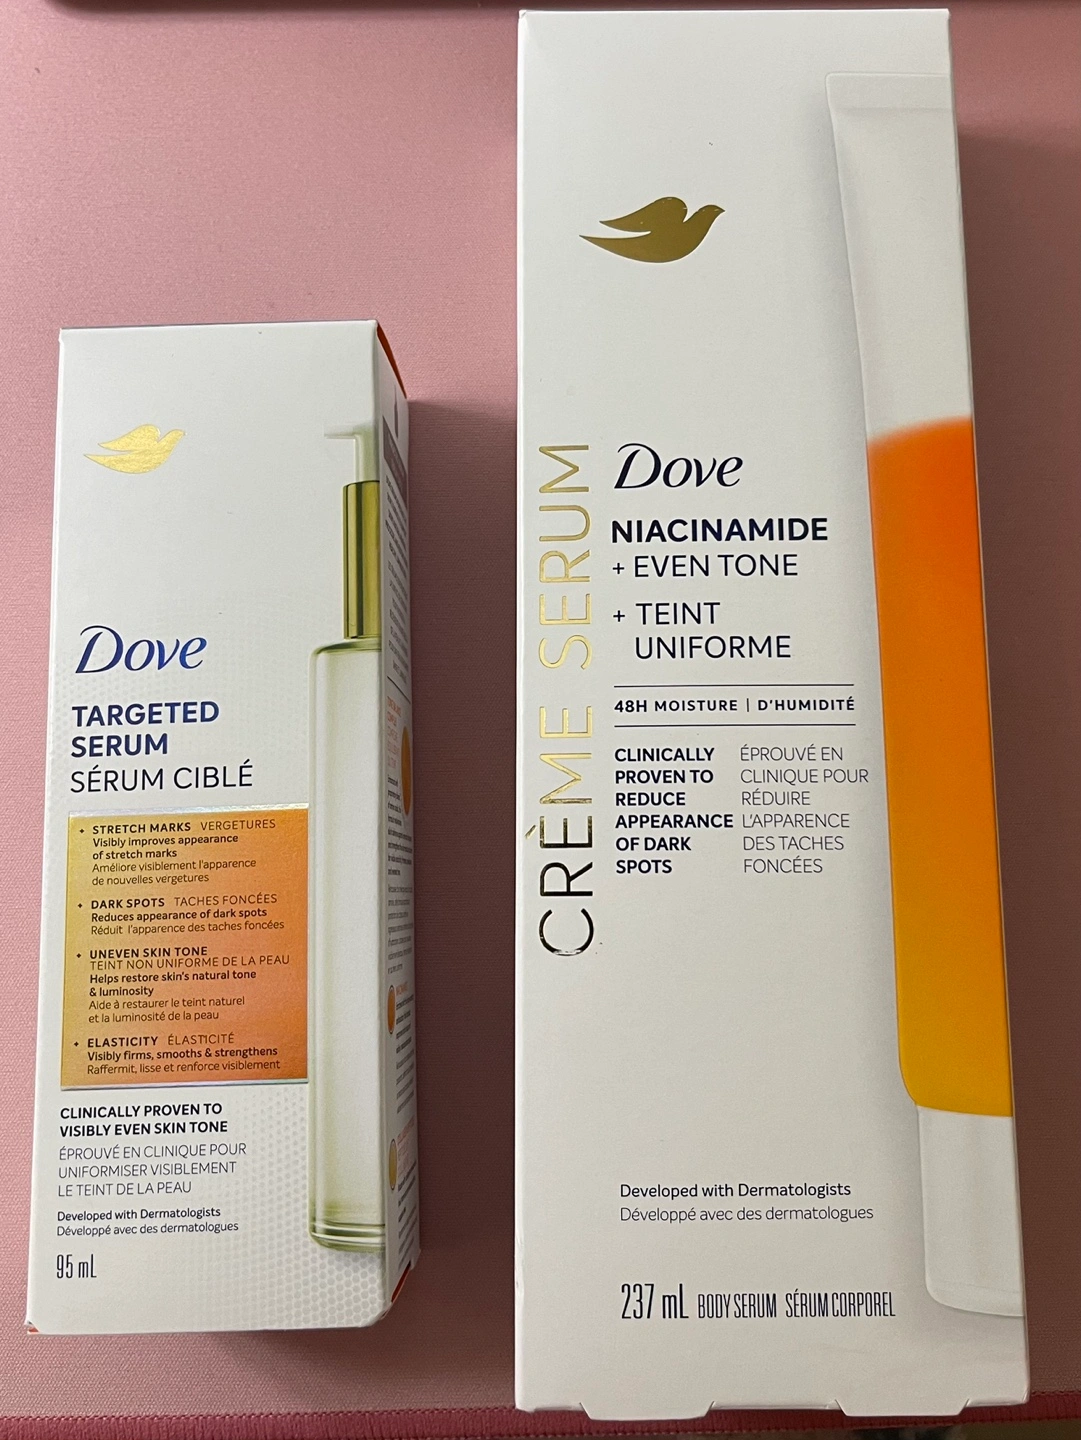 Dove
TARGETED
SERUM
SÉRUM CIBLÉ
+ STRETCH MARKS VERGETURES
Visibly improves appearance
of stretch marks
Améliore visiblement l'apparence
de nouvelles vergetures
+ DARK SPOTS TACHES FONCÉES
Reduces appearance of dark spots
Réduit l'apparence des taches foncées
+ UNEVEN SKIN TONE
TEINT NON UNIFORME DE LA PEAU
Helps restore skin's natural tone
& luminosity
Aide à restaurer le teint naturel
et la luminosité de la peau
+ ELASTICITY ÉLASTICITÉ
Visibly firms, smooths & strengthens
Raffermit, lisse et renforce visiblement
CLINICALLY PROVEN TO
VISIBLY EVEN SKIN TONE
ÉPROUVÉ EN CLINIQUE POUR
UNIFORMISER VISIBLEMENT
LE TEINT DE LA PEAU
Developed with Dermatologists
Développé avec des dermatologues
95 mL
CRÈME SERUM
Dove
NIACINAMIDE
+ EVEN TONE
+ TEINT
UNIFORME
48H MOISTURE | D'HUMIDITÉ
CLINICALLY
PROVEN TO
REDUCE
APPEARANCE
OF DARK
SPOTS
ÉPROUVÉ EN
CLINIQUE POUR
RÉDUIRE
L'APPARENCE
DES TACHES
FONCÉES
Developed with Dermatologists
Développé avec des dermatologues
237 mL BODY SERUM SÉRUM CORPOREL